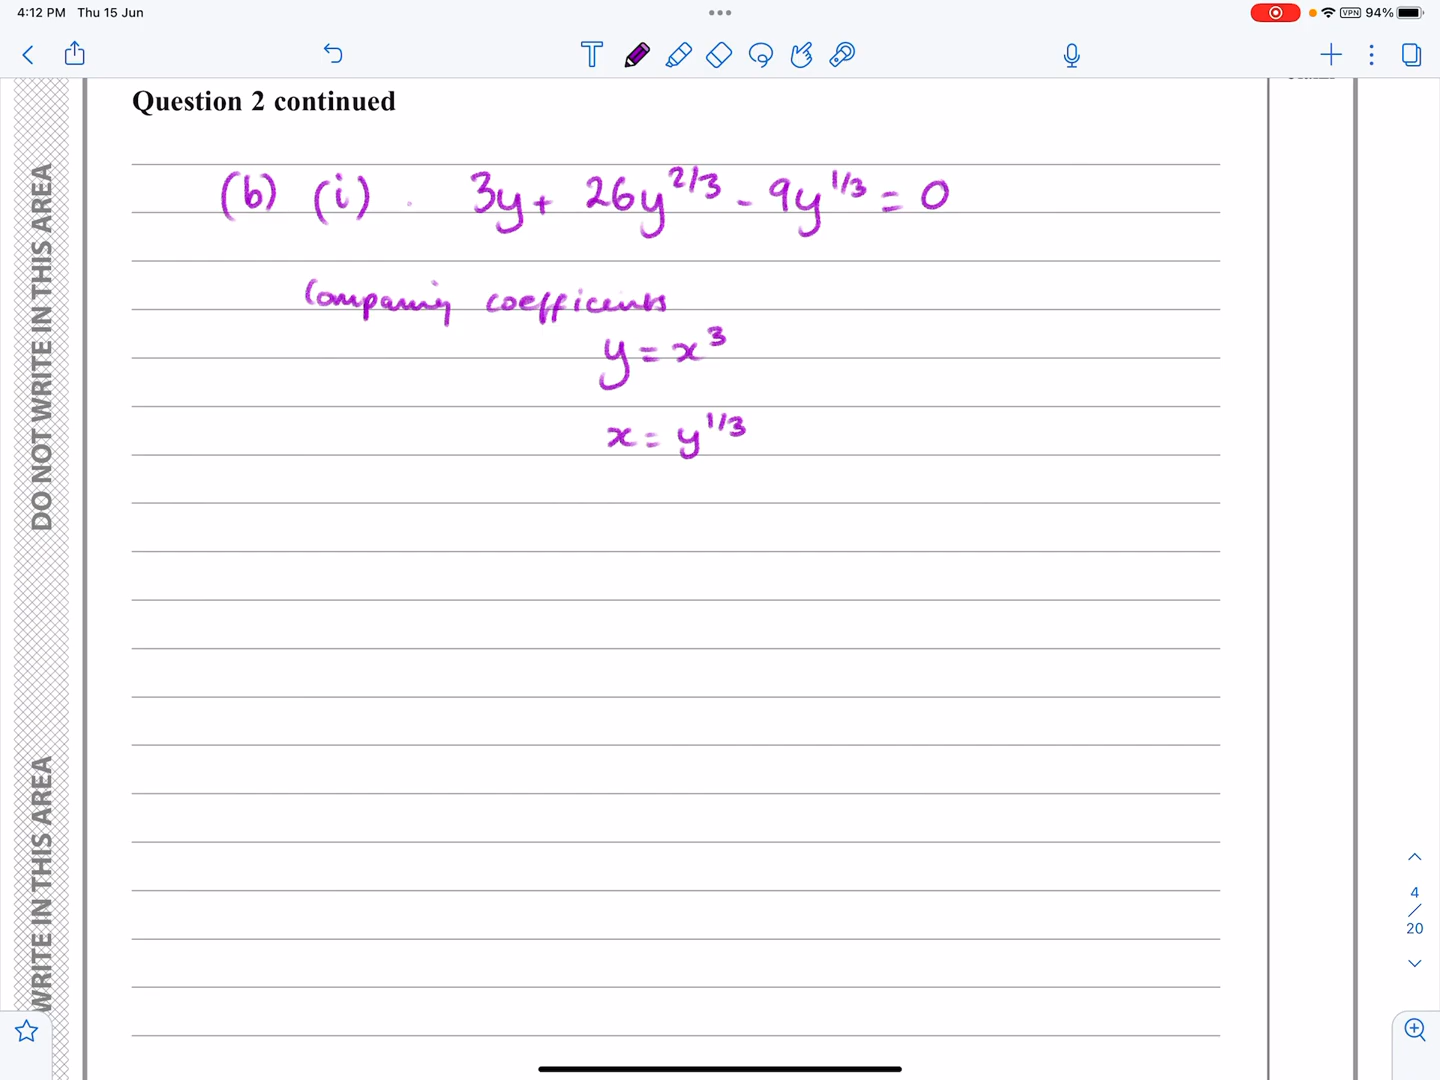 4:12 PM Thu 15 Jun
VPN 94%
T
Question 2 continued
(b) (i) . 3y + 26y^{2/3} - 9y^{1/3} = 0
Comparing coefficients
y = x^3
x = y^{1/3}
DO NOT WRITE IN THIS AREA
WRITE IN THIS AREA
4
/
20